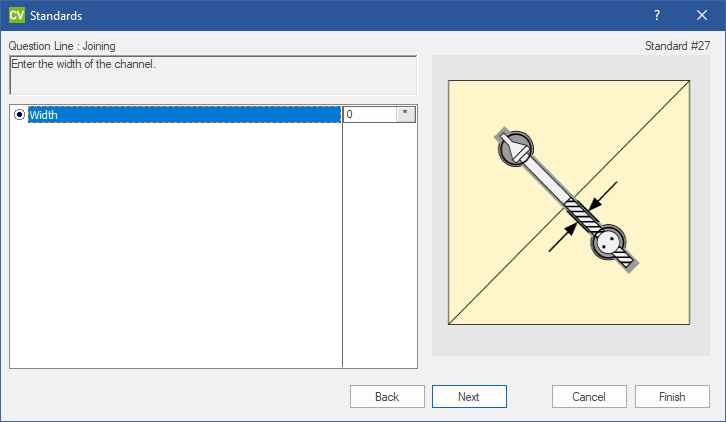 CV Standards ?
Question Line : Joining Standard #27
Enter the width of the channel.
Width 0 "
Back Next Cancel Finish